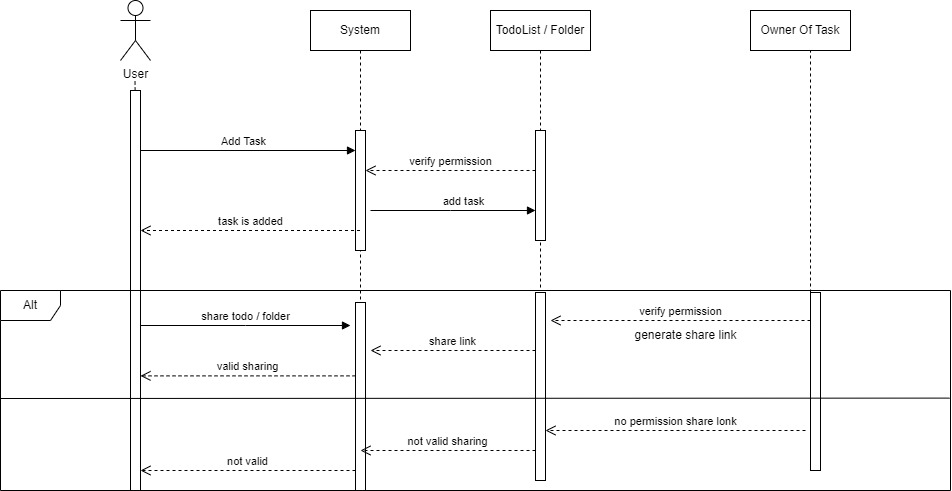 System
TodoList / Folder
Owner Of Task
User
Add Task
verify permission
add task
task is added
Alt
share todo / folder
verify permission
generate share link
share link
valid sharing
no permission share lonk
not valid sharing
not valid